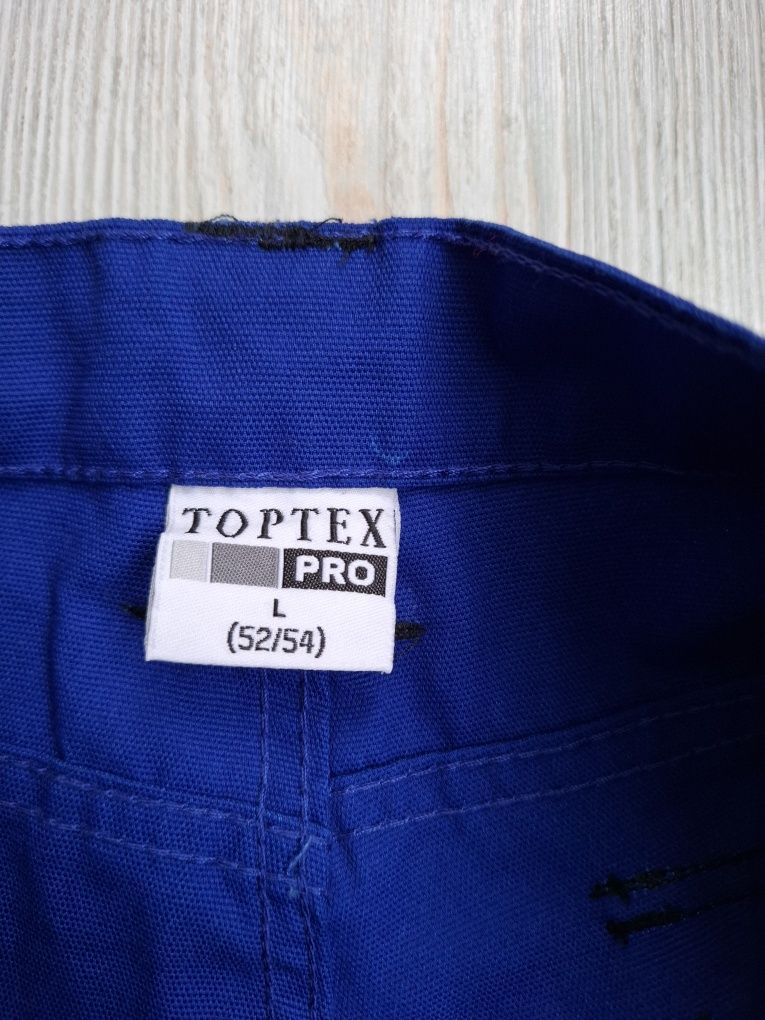 TOPTEX
PRO
L
(52/54)